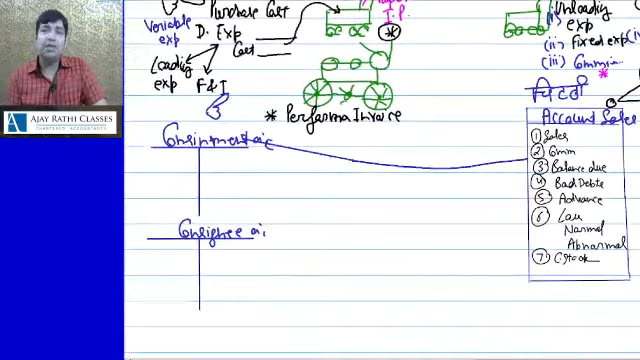 Purchase Cost
Variable
exp
D. Exp
Cost
Loading
exp
F&I
I.P.
* Performa Invoice
Unloading
(i) exp
(ii) Fixed exp
(iii) Commission
चिट्ठी
AJAY RATHI CLASSES
CHARTERED ACCOUNTANTS
Consignment a/c
Consignee a/c
Account Sales
① Sales
② Comm
③ Balance due
④ Bad Debts
⑤ Advance
⑥ Loss
Normal
Abnormal
⑦ C/Stock